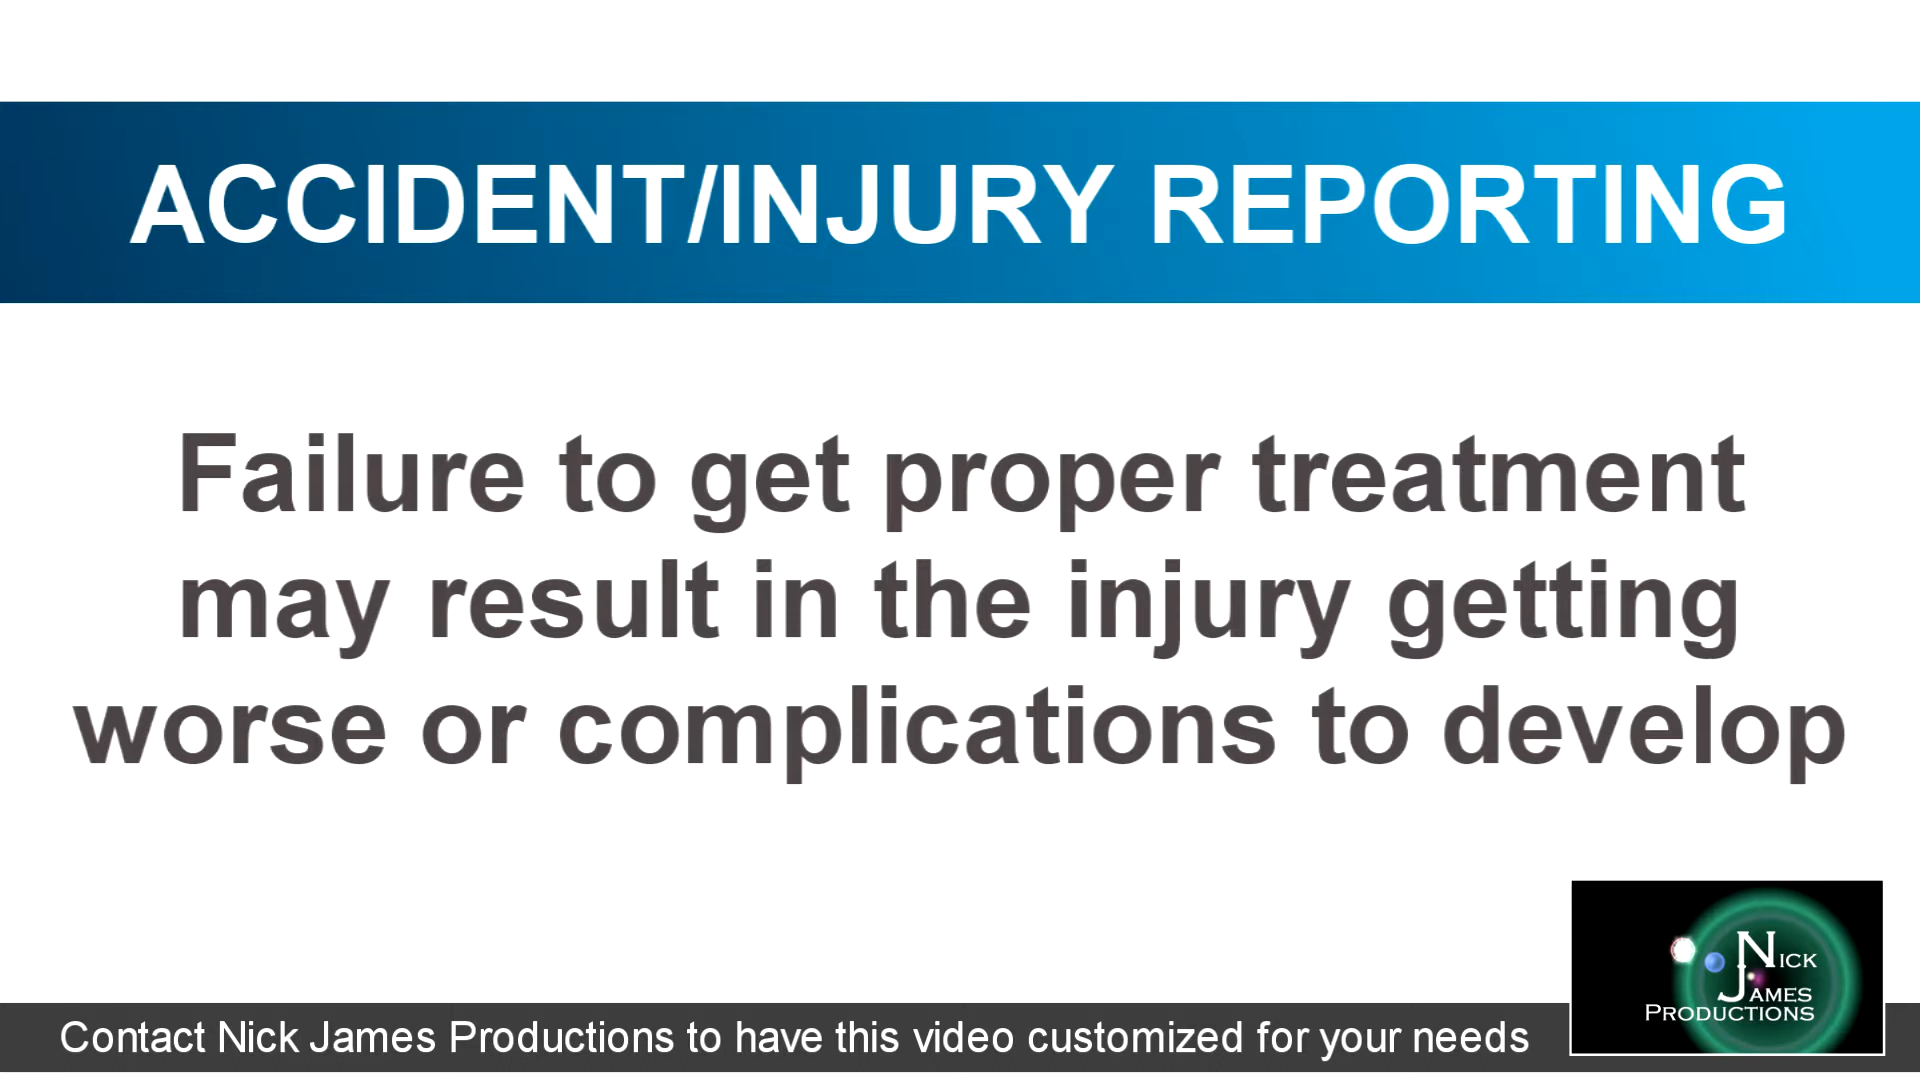 ACCIDENT/INJURY REPORTING
Failure to get proper treatment
may result in the injury getting
worse or complications to develop
NICK
JAMES
PRODUCTIONS
Contact Nick James Productions to have this video customized for your needs